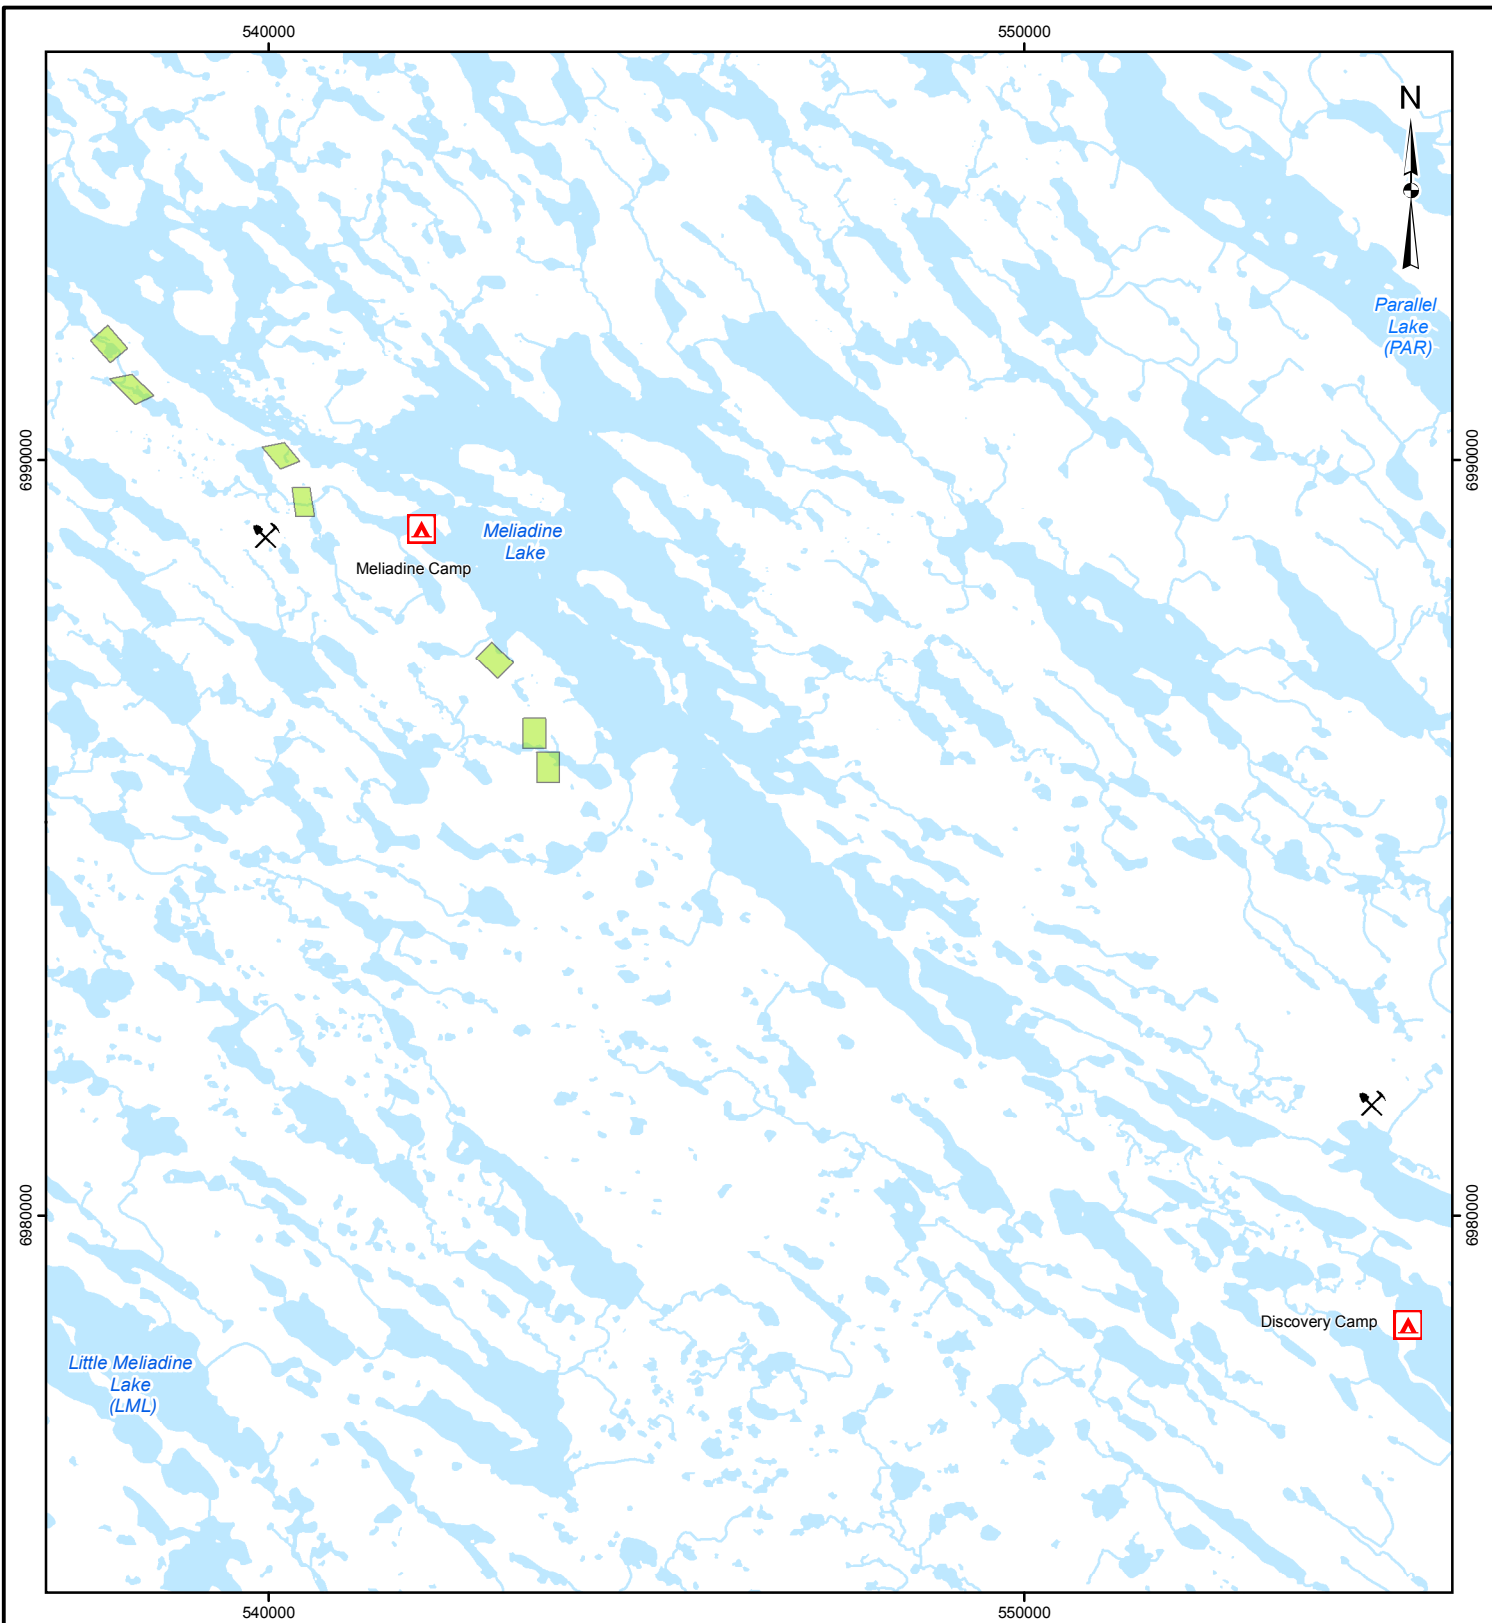 540000
550000
N
Parallel
Lake
(PAR)
6990000
6990000
Meliadine
Lake
Meliadine Camp
6980000
6980000
Discovery Camp
Little Meliadine
Lake
(LML)
540000
550000